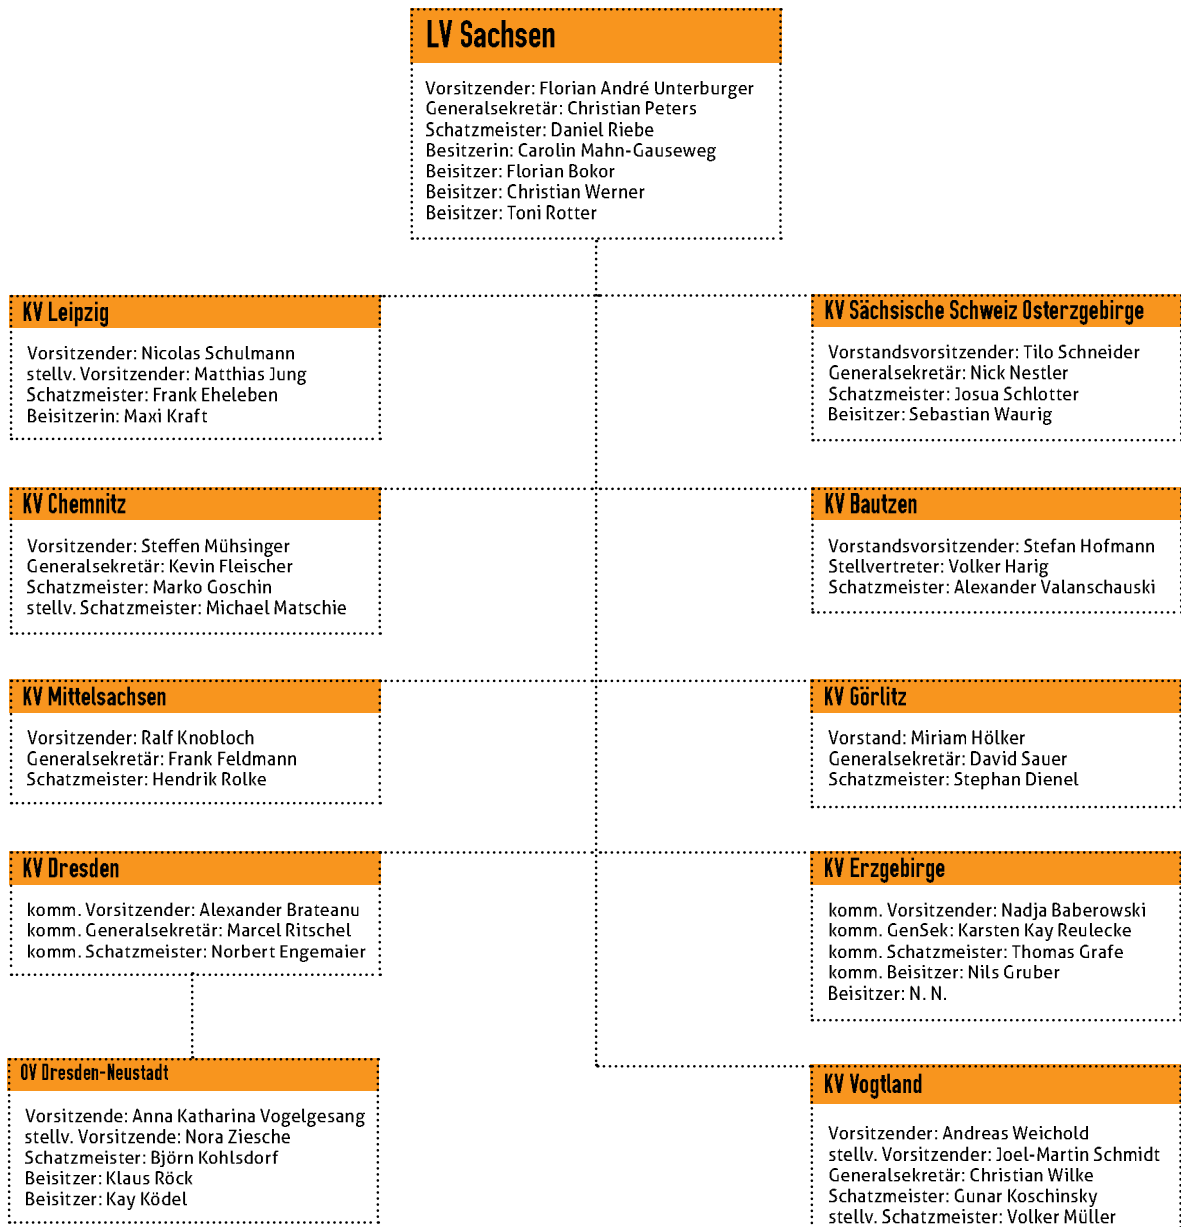 LV Sachsen
Vorsitzender: Florian André Unterburger
Generalsekretär: Christian Peters
Schatzmeister: Daniel Riebe
Besitzerin: Carolin Mahn-Gauseweg
Beisitzer: Florian Bokor
Beisitzer: Christian Werner
Beisitzer: Toni Rotter
KV Leipzig
Vorsitzender: Nicolas Schulmann
stellv. Vorsitzender: Matthias Jung
Schatzmeister: Frank Eheleben
Beisitzerin: Maxi Kraft
KV Sächsische Schweiz Osterzgebirge
Vorstandsvorsitzender: Tilo Schneider
Generalsekretär: Nick Nestler
Schatzmeister: Josua Schlotter
Beisitzer: Sebastian Waurig
KV Chemnitz
Vorsitzender: Steffen Mühsinger
Generalsekretär: Kevin Fleischer
Schatzmeister: Marko Goschin
stellv. Schatzmeister: Michael Matschie
KV Bautzen
Vorstandsvorsitzender: Stefan Hofmann
Stellvertreter: Volker Harig
Schatzmeister: Alexander Valanschauski
KV Mittelsachsen
Vorsitzender: Ralf Knobloch
Generalsekretär: Frank Feldmann
Schatzmeister: Hendrik Rolke
KV Görlitz
Vorstand: Miriam Hölker
Generalsekretär: David Sauer
Schatzmeister: Stephan Dienel
KV Dresden
komm. Vorsitzender: Alexander Brateanu
komm. Generalsekretär: Marcel Ritschel
komm. Schatzmeister: Norbert Engemaier
KV Erzgebirge
komm. Vorsitzender: Nadja Baberowski
komm. GenSek: Karsten Kay Reulecke
komm. Schatzmeister: Thomas Grafe
komm. Beisitzer: Nils Gruber
Beisitzer: N. N.
OV Dresden-Neustadt
Vorsitzende: Anna Katharina Vogelgesang
stellv. Vorsitzende: Nora Ziesche
Schatzmeister: Björn Kohlsdorf
Beisitzer: Klaus Röck
Beisitzer: Kay Ködel
KV Vogtland
Vorsitzender: Andreas Weichold
stellv. Vorsitzender: Joel-Martin Schmidt
Generalsekretär: Christian Wilke
Schatzmeister: Gunar Koschinsky
stellv. Schatzmeister: Volker Müller